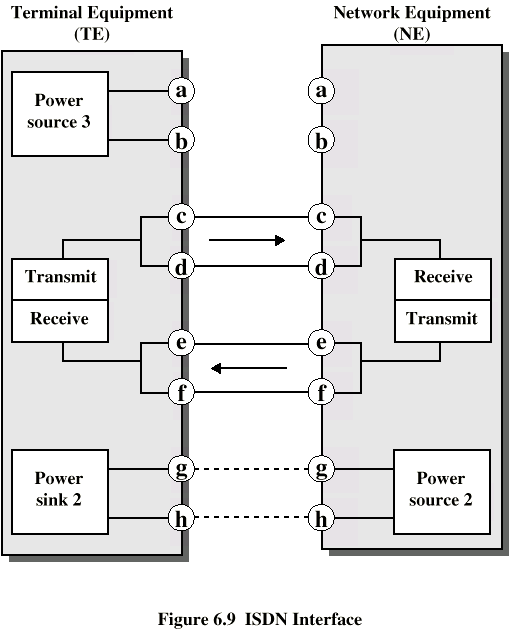 Terminal Equipment
(TE)
Network Equipment
(NE)
Power
source 3
a
b
c
d
e
f
g
h
Transmit
Receive
Power
sink 2
a
b
c
d
e
f
g
h
Receive
Transmit
Power
source 2
Figure 6.9 ISDN Interface